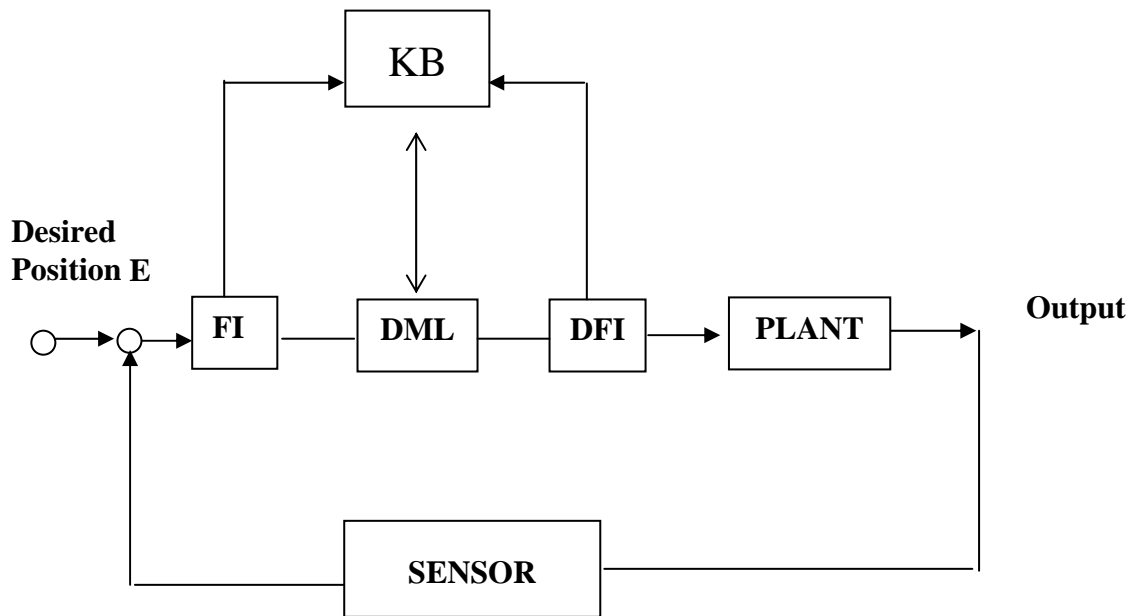 KB
Desired
Position E
Output
FI
DML
DFI
PLANT
SENSOR